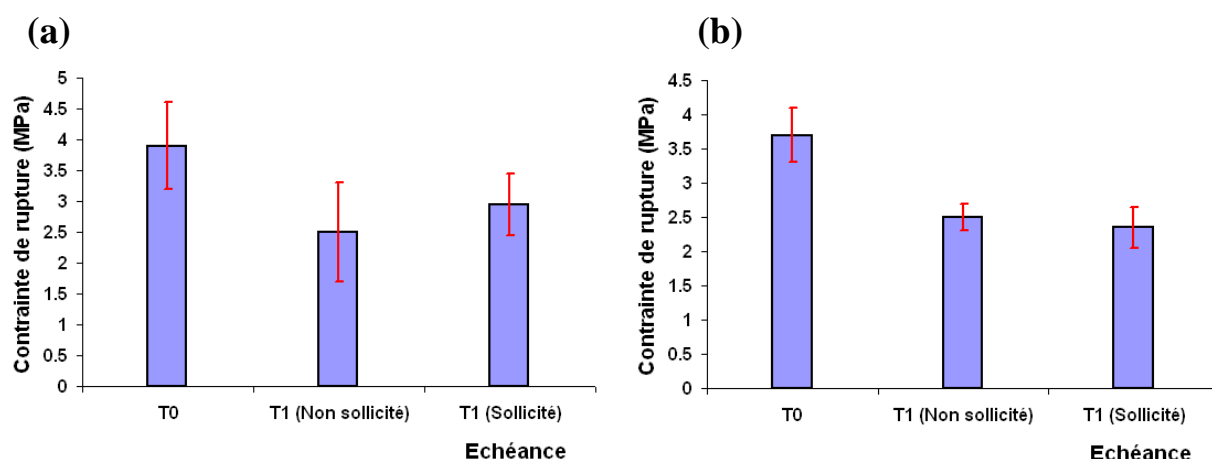 (a)
Contrainte de rupture (MPa)
5
4.5
4
3.5
3
2.5
2
1.5
1
0.5
0
T0 T1 (Non sollicité) T1 (Sollicité)
Echéance
(b)
Contrainte de rupture (MPa)
4.5
4
3.5
3
2.5
2
1.5
1
0.5
0
T0 T1 (Non sollicité) T1 (Sollicité)
Echéance